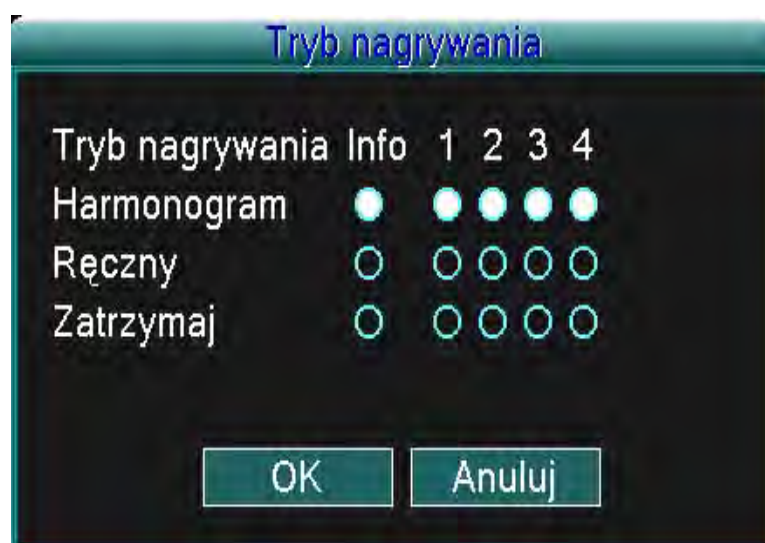 Tryb nagrywania
Tryb nagrywania Info 1 2 3 4
Harmonogram
Ręczny
Zatrzymaj
OK Anuluj